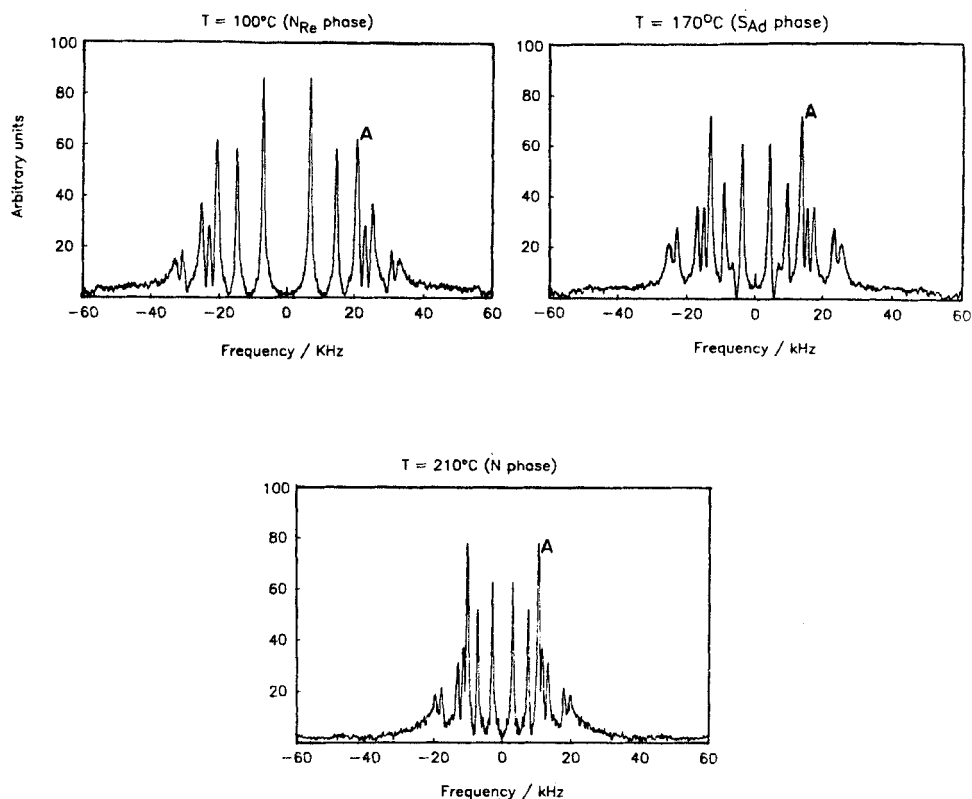 T = 100°C (NRe phase)
100
80
60
40
20
Arbitrary units
A
−60 −40 −20 0 20 40 60
Frequency / KHz
T = 170°C (SAd phase)
100
80
60
40
20
A
−60 −40 −20 0 20 40 60
Frequency / kHz
T = 210°C (N phase)
100
80
60
40
20
0
A
−60 −40 −20 0 20 40 60
Frequency / kHz